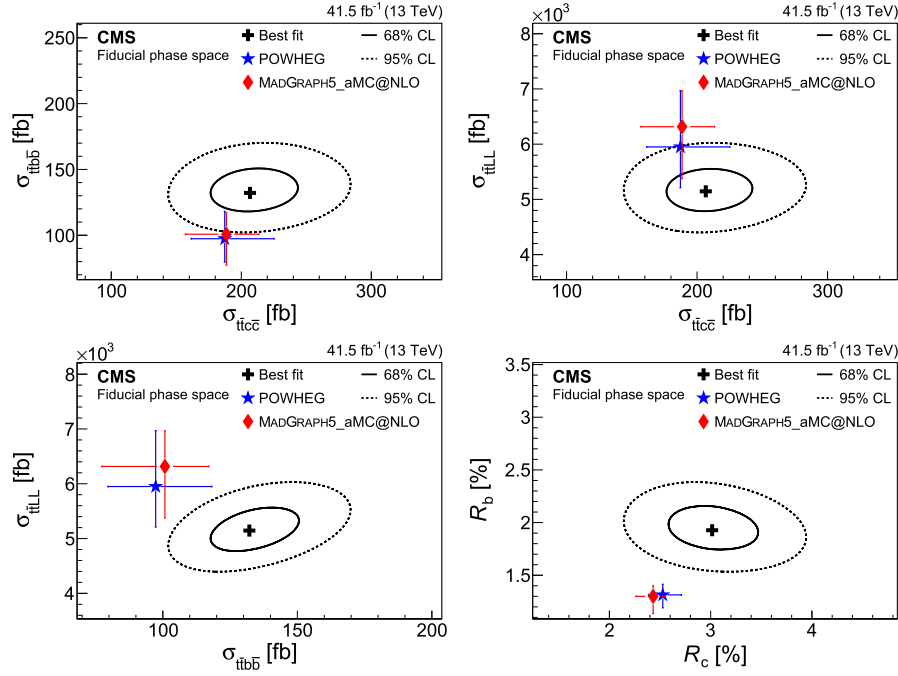 41.5 fb⁻¹ (13 TeV)
CMS
Fiducial phase space
Best fit
68% CL
POWHEG
95% CL
MADGRAPH5_aMC@NLO
250
200
150
100
σ_tt̄bb̄ [fb]
100 200 300
σ_tt̄cc̄ [fb]
×10³
41.5 fb⁻¹ (13 TeV)
CMS
Fiducial phase space
Best fit
68% CL
POWHEG
95% CL
MADGRAPH5_aMC@NLO
8
6
5
4
σ_tt̄LL [fb]
100 200 300
σ_tt̄cc̄ [fb]
×10³
41.5 fb⁻¹ (13 TeV)
CMS
Fiducial phase space
Best fit
68% CL
POWHEG
95% CL
MADGRAPH5_aMC@NLO
8
7
6
5
4
σ_tt̄LL [fb]
100 150 200
σ_tt̄bb̄ [fb]
41.5 fb⁻¹ (13 TeV)
CMS
Fiducial phase space
Best fit
68% CL
POWHEG
95% CL
MADGRAPH5_aMC@NLO
3.5
3
2.5
2
1.5
R_b [%]
2 3 4
R_c [%]